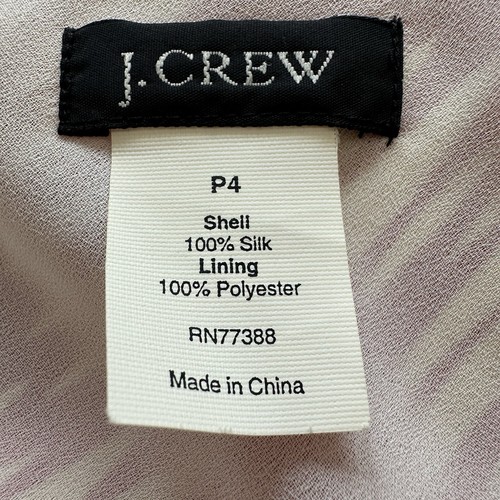 J.CREW
P4
Shell
100% Silk
Lining
100% Polyester
RN77388
Made in China